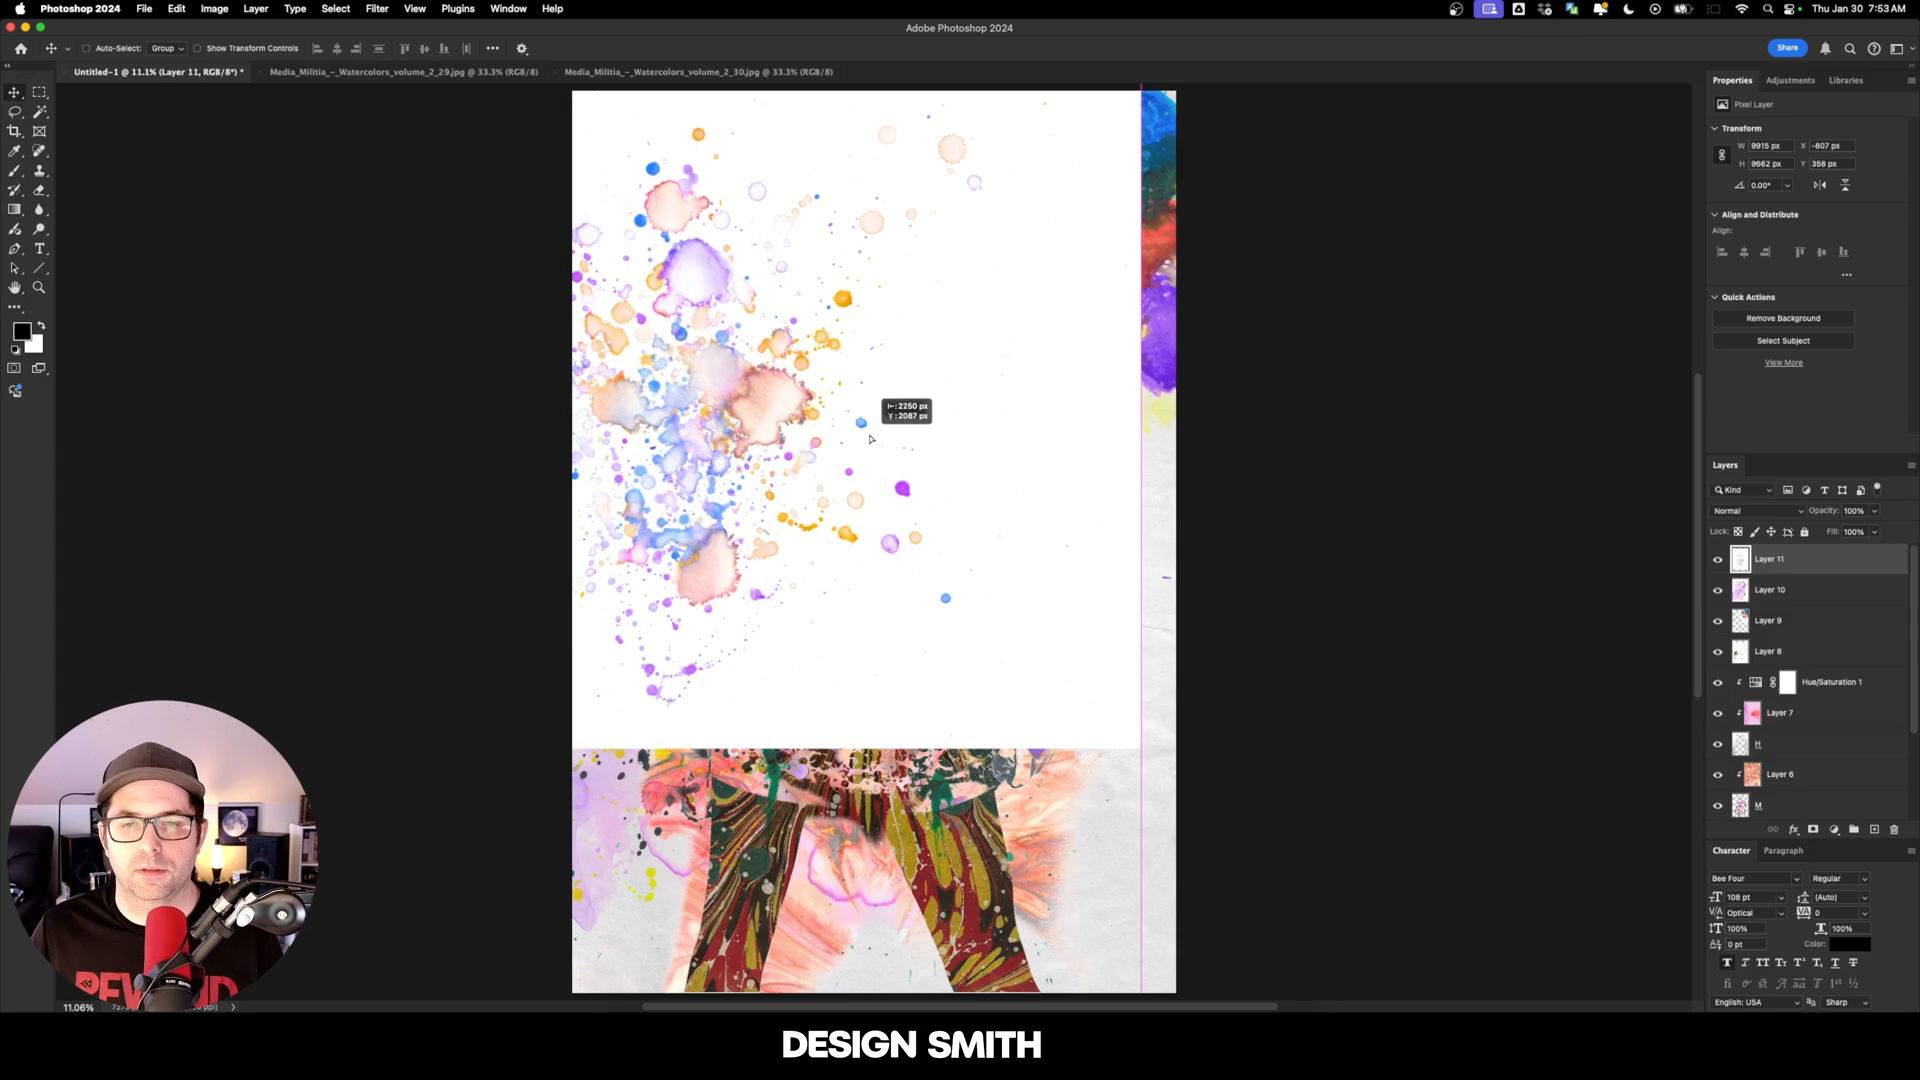 Photoshop 2024 File Edit Image Layer Type Select Filter View Plugins Window Help Thu Jan 30 7:53 AM
Adobe Photoshop 2024
Auto-Select: Group Show Transform Controls Share
Untitled-1 @ 11.1% (Layer 11, RGB/8*) * Media_Militia_-_Watercolors_volume_2_29.jpg @ 33.3% (RGB/8) Media_Militia_-_Watercolors_volume_2_30.jpg @ 33.3% (RGB/8)
Properties Adjustments Libraries
Pixel Layer
Transform
W 9915 px X -807 px
H 9662 px Y 358 px
0.00°
Align and Distribute
Align:
Quick Actions
Remove Background
Select Subject
View More
: 2250 px
: 2087 px
Layers
Kind
Normal Opacity: 100%
Lock: Fill: 100%
Layer 11
Layer 10
Layer 9
Layer 8
Hue/Saturation 1
Layer 7
H
Layer 6
M
Character Paragraph
Bee Four Regular
108 pt (Auto)
Optical 0
100% 100%
0 pt Color:
English: USA Sharp
11.06%
DESIGN SMITH